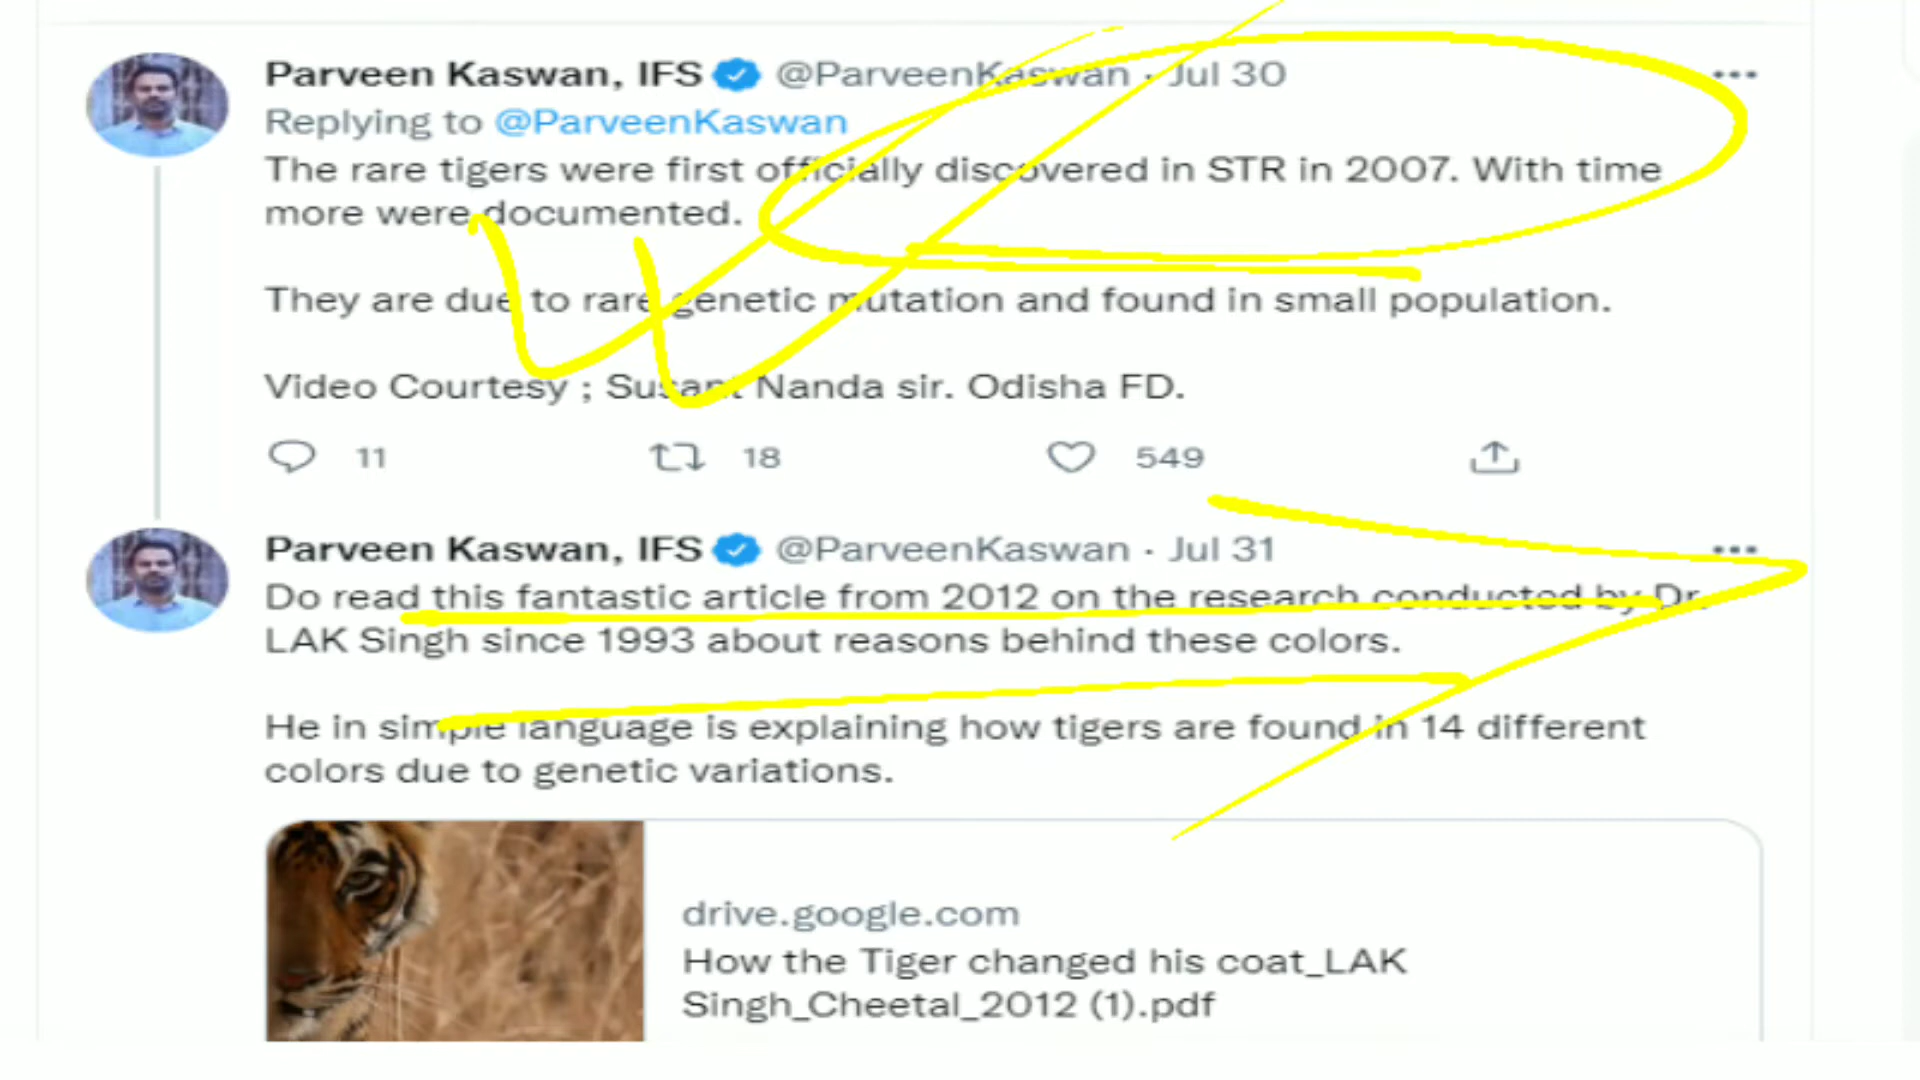 Parveen Kaswan, IFS @ParveenKaswan · Jul 30
Replying to @ParveenKaswan
The rare tigers were first officially discovered in STR in 2007. With time
more were documented.
They are due to rare genetic mutation and found in small population.
Video Courtesy ; Susant Nanda sir. Odisha FD.
11 18 549
Parveen Kaswan, IFS @ParveenKaswan · Jul 31
Do read this fantastic article from 2012 on the research conducted by Dr.
LAK Singh since 1993 about reasons behind these colors.
He in simple language is explaining how tigers are found in 14 different
colors due to genetic variations.
drive.google.com
How the Tiger changed his coat_LAK
Singh_Cheetal_2012 (1).pdf